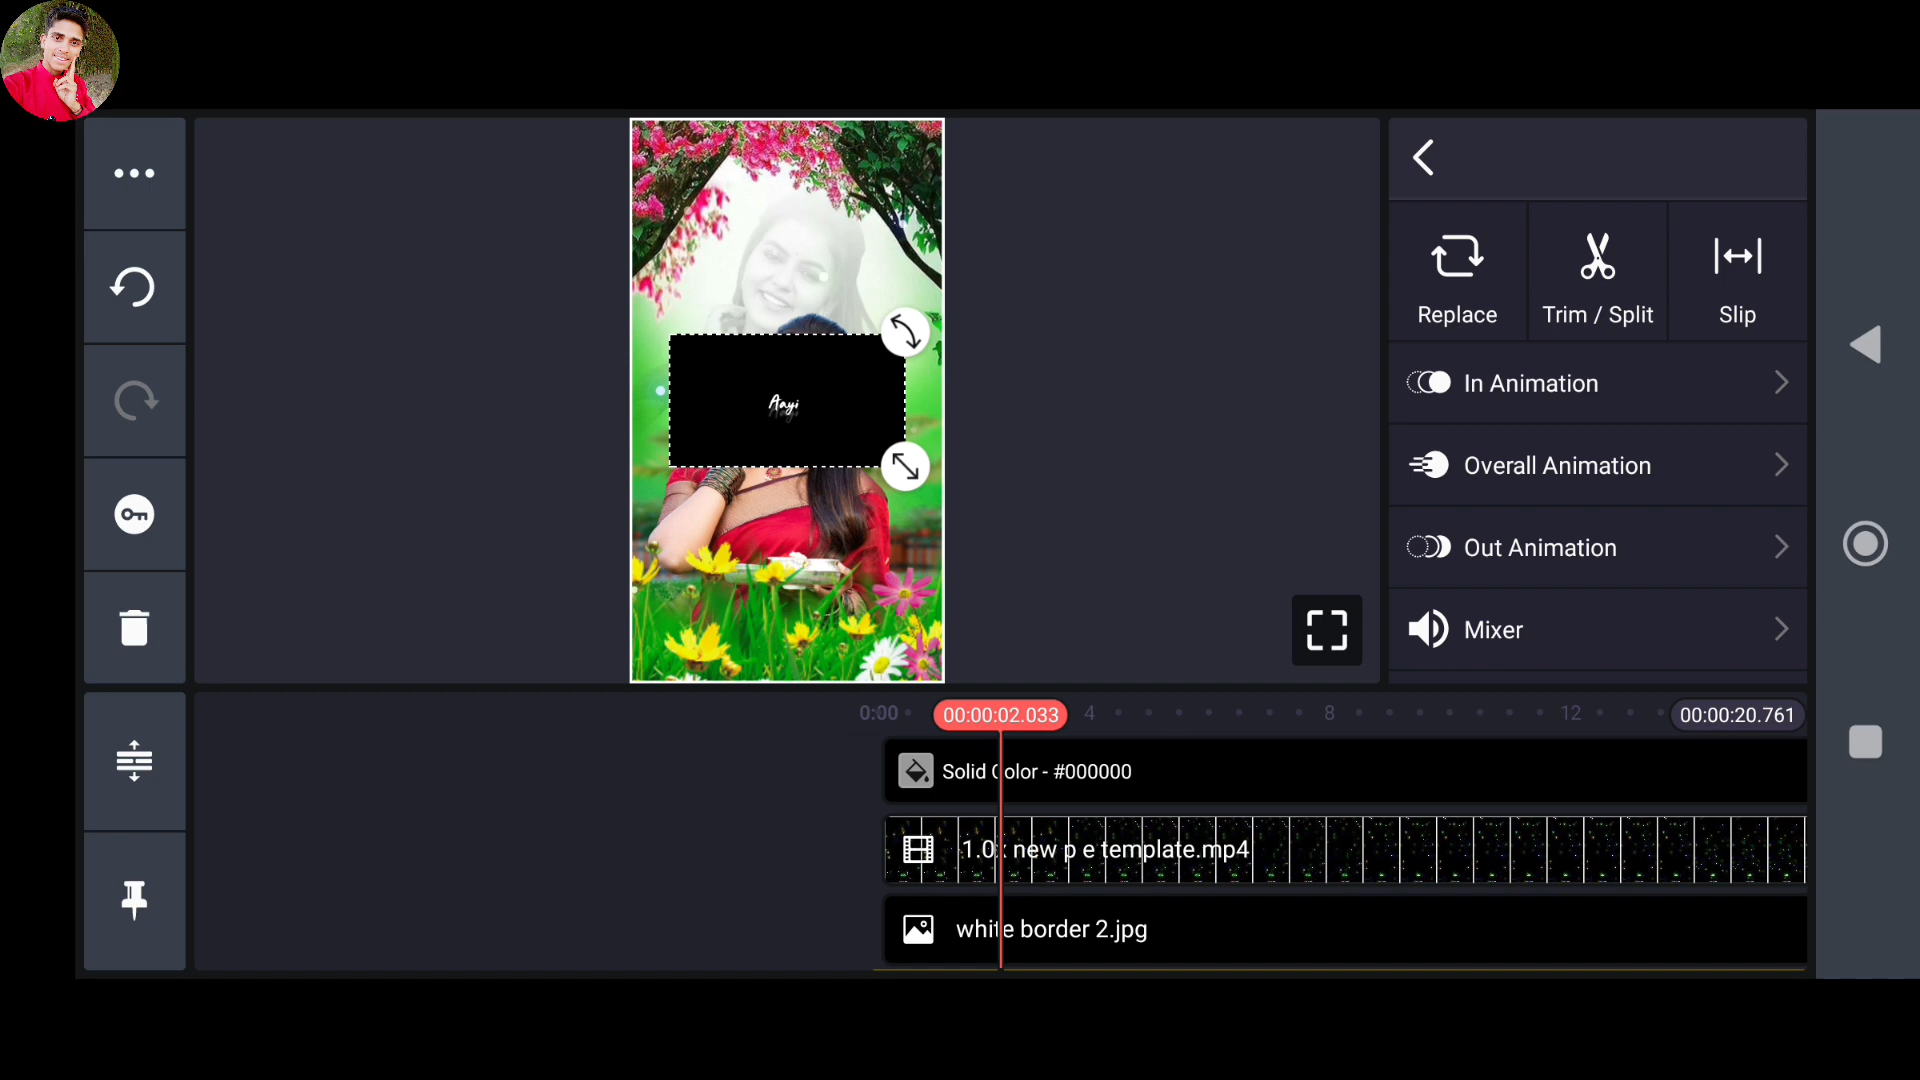 Replace
Trim / Split
Slip
In Animation
Overall Animation
Out Animation
Mixer
Aayi
0:00
00:00:02.033
4
8
12
00:00:20.761
Solid Color - #000000
1.0x new p e template.mp4
white border 2.jpg